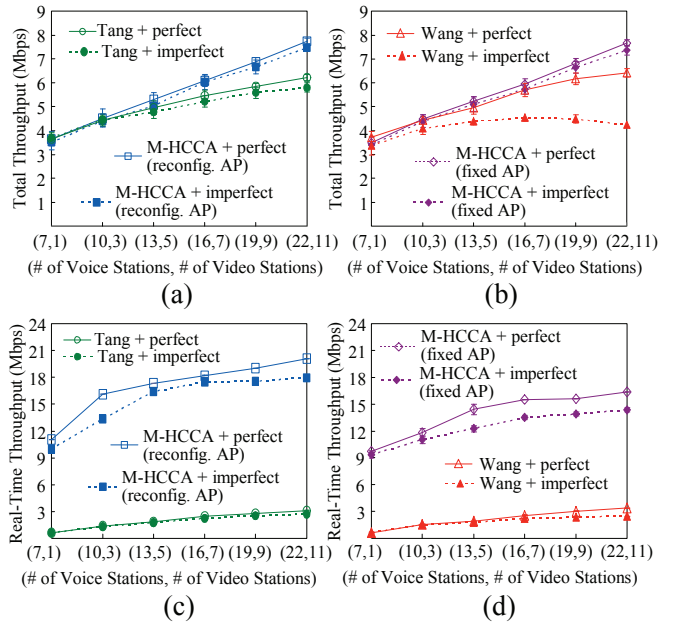 Total Throughput (Mbps)
9
8
7
6
5
4
3
2
1
Tang + perfect
Tang + imperfect
M-HCCA + perfect
(reconfig. AP)
M-HCCA + imperfect
(reconfig. AP)
(7,1) (10,3) (13,5) (16,7) (19,9) (22,11)
(# of Voice Stations, # of Video Stations)
(a)
Total Throughput (Mbps)
9
8
7
6
5
4
3
2
1
Wang + perfect
Wang + imperfect
M-HCCA + perfect
(fixed AP)
M-HCCA + imperfect
(fixed AP)
(7,1) (10,3) (13,5) (16,7) (19,9) (22,11)
(# of Voice Stations, # of Video Stations)
(b)
Real-Time Throughput (Mbps)
24
21
18
15
12
9
6
3
Tang + perfect
Tang + imperfect
M-HCCA + perfect
(reconfig. AP)
M-HCCA + imperfect
(reconfig. AP)
(7,1) (10,3) (13,5) (16,7) (19,9) (22,11)
(# of Voice Stations, # of Video Stations)
(c)
Real-Time Throughput (Mbps)
24
21
18
15
12
9
6
3
M-HCCA + perfect
(fixed AP)
M-HCCA + imperfect
(fixed AP)
Wang + perfect
Wang + imperfect
(7,1) (10,3) (13,5) (16,7) (19,9) (22,11)
(# of Voice Stations, # of Video Stations)
(d)